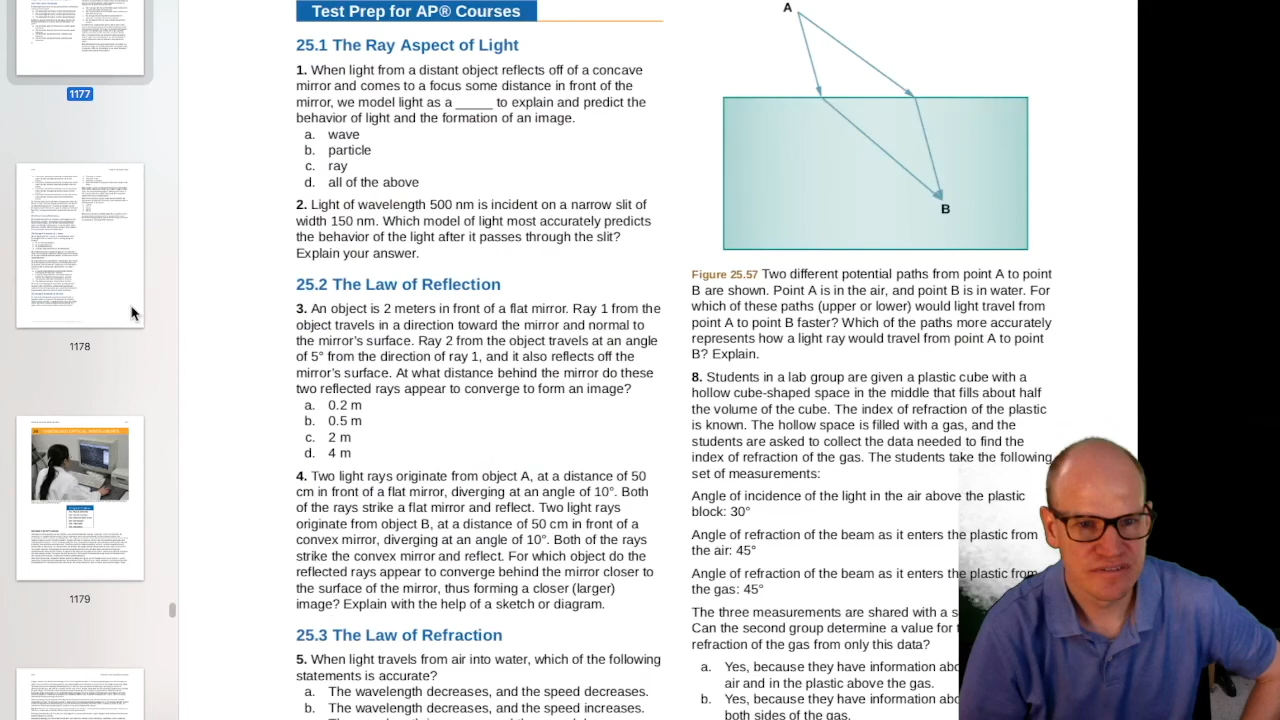 Test Prep for AP® Courses
25.1 The Ray Aspect of Light
1. When light from a distant object reflects off of a concave
mirror and comes to a focus some distance in front of the
mirror, we model light as a _____ to explain and predict the
behavior of light and the formation of an image.
a. wave
b. particle
c. ray
d. all of the above
2. Light of wavelength 500 nm is incident on a narrow slit of
width 150 nm. Which model of light most accurately predicts
the behavior of the light after it passes through the slit?
Explain your answer.
25.2 The Law of Reflection
3. An object is 2 meters in front of a flat mirror. Ray 1 from the
object travels in a direction toward the mirror and normal to
the mirror's surface. Ray 2 from the object travels at an angle
of 5° from the direction of ray 1, and it also reflects off the
mirror's surface. At what distance behind the mirror do these
two reflected rays appear to converge to form an image?
a. 0.2 m
b. 0.5 m
c. 2 m
d. 4 m
4. Two light rays originate from object A, at a distance of 50
cm in front of a flat mirror, diverging at an angle of 10°. Both
of the rays strike a flat mirror and reflect. Two light rays
originate from object B, at a distance of 50 cm in front of a
convex mirror, diverging at an angle of 10°. Both of the rays
strike the convex mirror and reflect. For which object do the
reflected rays appear to converge behind the mirror closer to
the surface of the mirror, thus forming a closer (larger)
image? Explain with the help of a sketch or diagram.
25.3 The Law of Refraction
5. When light travels from air into water, which of the following
statements is accurate?
a. The wavelength decreases, and the speed decreases.
b. The wavelength decreases, and the speed increases.
A
B
Figure 25.57 Two different potential paths from point A to point
B are shown. Point A is in the air, and point B is in water. For
which of these paths (upper or lower) would light travel from
point A to point B faster? Which of the paths more accurately
represents how a light ray would travel from point A to point
B? Explain.
8. Students in a lab group are given a plastic cube with a
hollow cube-shaped space in the middle that fills about half
the volume of the cube. The index of refraction of the plastic
is known. The hollow space is filled with a gas, and the
students are asked to collect the data needed to find the
index of refraction of the gas. The students take the following
set of measurements:
Angle of incidence of the light in the air above the plastic
block: 30°
Angle of refraction of the beam as it enters the plastic from
the air: 45°
Angle of refraction of the beam as it enters the plastic from
the gas: 45°
The three measurements are shared with a s
Can the second group determine a value for
refraction of the gas from only this data?
a. Yes, because they have information abo
air and in the plastic above the gas.
b. Yes, because they have information abo
both sides of the gas.
1177
1178
1179